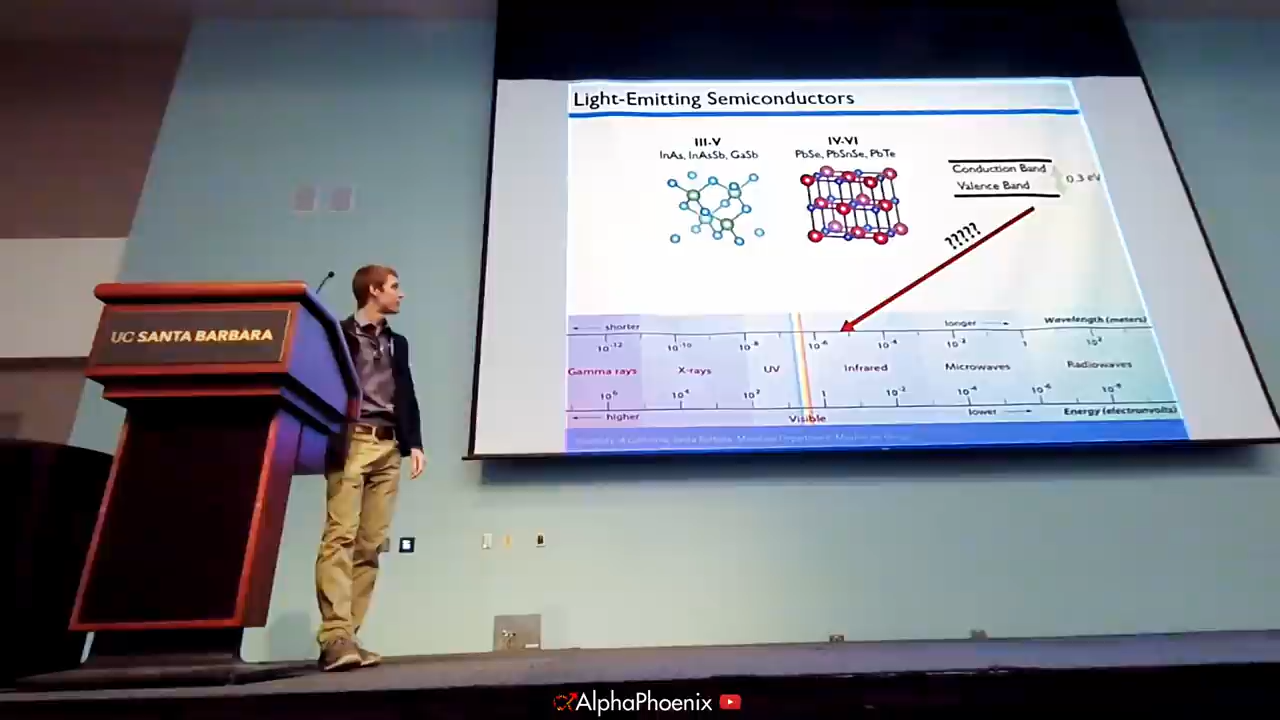 Light-Emitting Semiconductors
III-V
InAs, InAsSb, GaSb
IV-VI
PbSe, PbSnSe, PbTe
Conduction Band
Valence Band
0.3 eV
?????
← shorter
longer →
Wavelength (meters)
10⁻¹² 10⁻¹⁰ 10⁻⁸ 10⁻⁶ 10⁻⁴ 10⁻² 1 10²
Gamma rays X-rays UV Infrared Microwaves Radiowaves
10⁶ 10⁴ 10² 1 10⁻² 10⁻⁴ 10⁻⁶ 10⁻⁸
← higher
Visible
lower →
Energy (electronvolts)
UC SANTA BARBARA
AlphaPhoenix